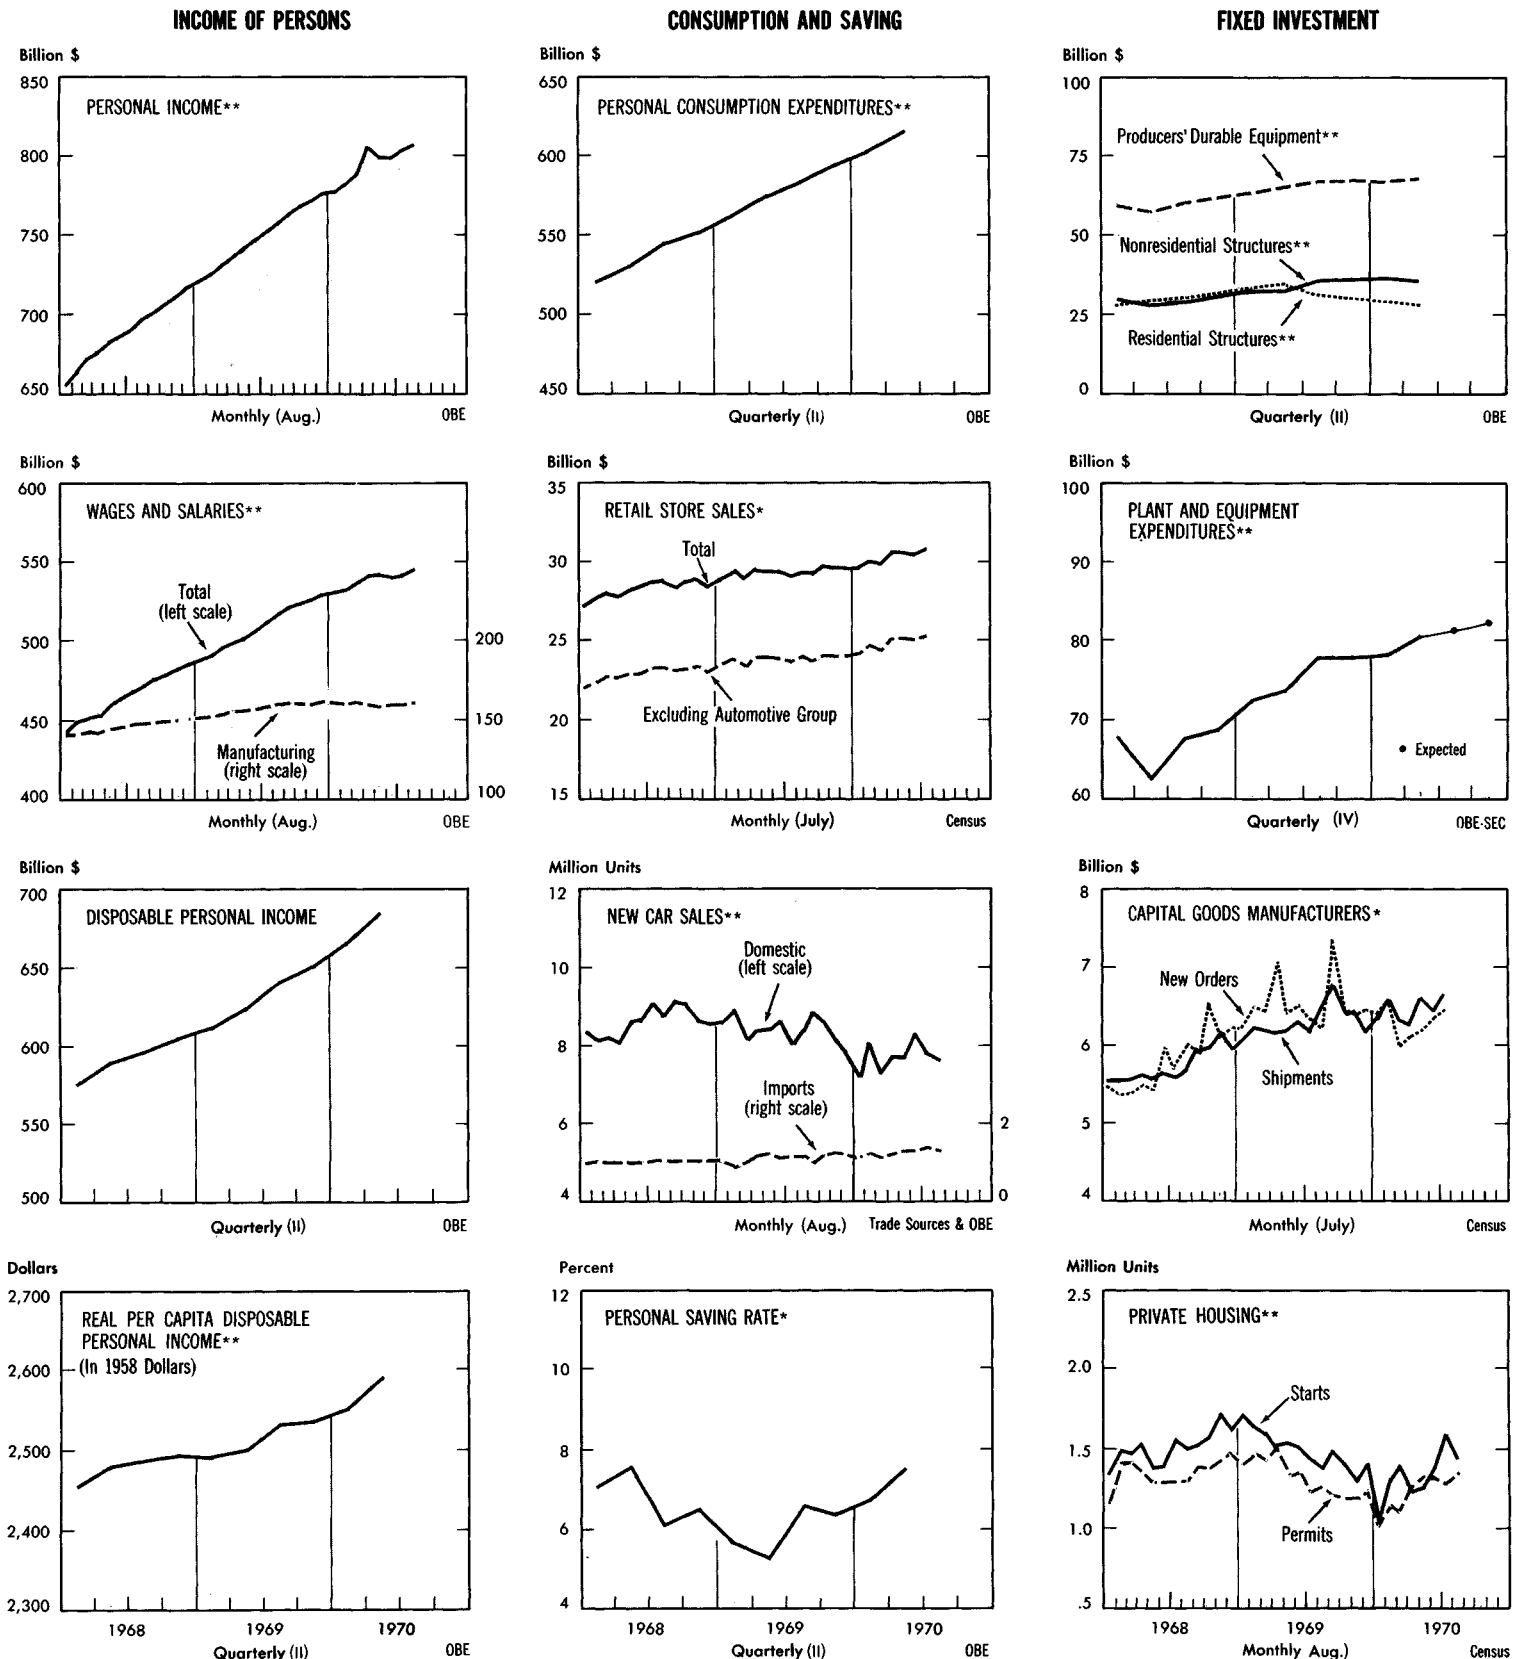 INCOME OF PERSONS
Billion $
850
800
750
700
650
PERSONAL INCOME**
Monthly (Aug.)
OBE
Billion $
600
550
500
450
400
200
150
100
WAGES AND SALARIES**
Total
(left scale)
Manufacturing
(right scale)
Monthly (Aug.)
OBE
Billion $
700
650
600
550
500
DISPOSABLE PERSONAL INCOME
Quarterly (II)
OBE
Dollars
2,700
2,600
2,500
2,400
2,300
REAL PER CAPITA DISPOSABLE
PERSONAL INCOME**
(In 1958 Dollars)
1968
1969
1970
Quarterly (II)
OBE
CONSUMPTION AND SAVING
Billion $
650
600
550
500
450
PERSONAL CONSUMPTION EXPENDITURES**
Quarterly (II)
OBE
Billion $
35
30
25
20
15
RETAIL STORE SALES*
Total
Excluding Automotive Group
Monthly (July)
Census
Million Units
12
10
8
6
4
2
0
NEW CAR SALES**
Domestic
(left scale)
Imports
(right scale)
Monthly (Aug.)
Trade Sources & OBE
Percent
12
10
8
6
4
PERSONAL SAVING RATE*
1968
1969
1970
Quarterly (II)
OBE
FIXED INVESTMENT
Billion $
100
75
50
25
0
Producers' Durable Equipment**
Nonresidential Structures**
Residential Structures**
Quarterly (II)
OBE
Billion $
100
90
80
70
60
PLANT AND EQUIPMENT
EXPENDITURES**
• Expected
Quarterly (IV)
OBE-SEC
Billion $
8
7
6
5
4
CAPITAL GOODS MANUFACTURERS*
New Orders
Shipments
Monthly (July)
Census
Million Units
2.5
2.0
1.5
1.0
.5
PRIVATE HOUSING**
Starts
Permits
1968
1969
1970
Monthly Aug.)
Census